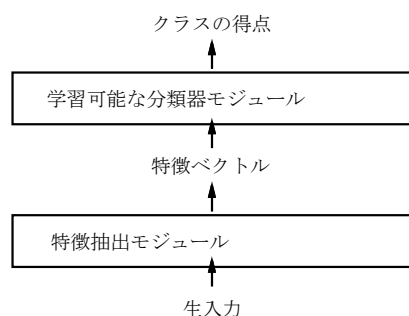 クラスの得点
学習可能な分類器モジュール
特徴ベクトル
特徴抽出モジュール
生入力